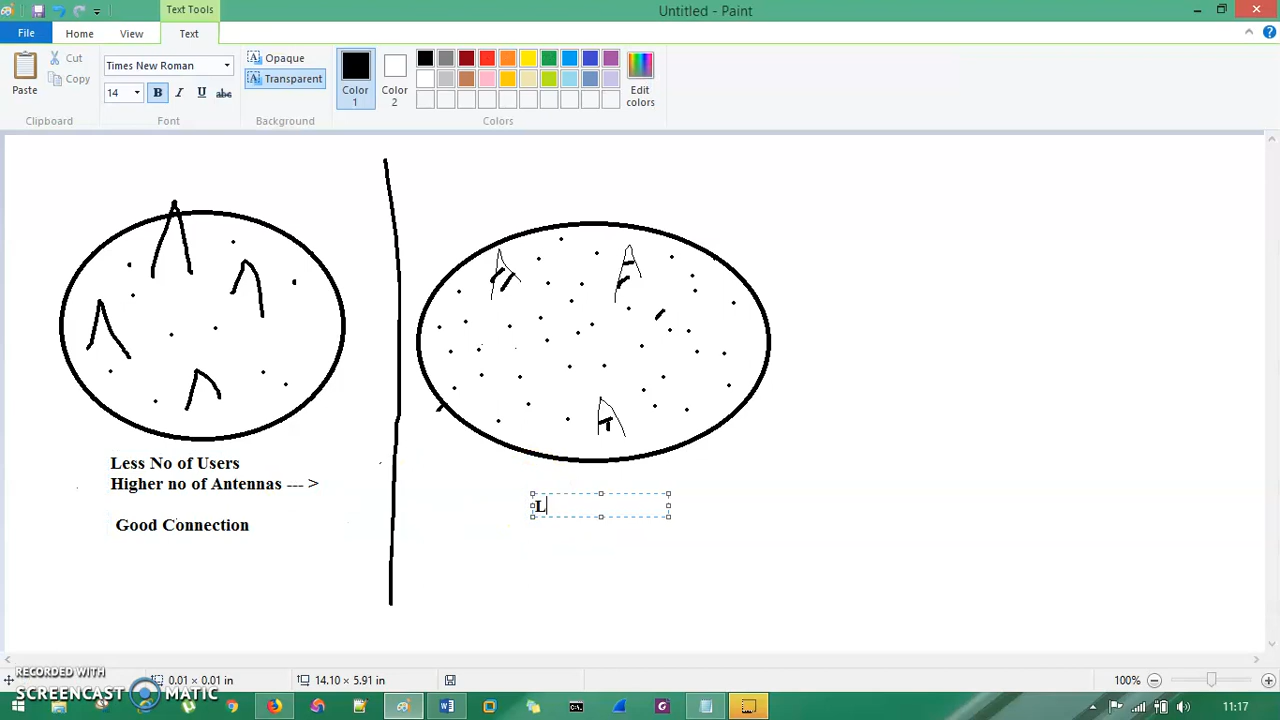 Untitled - Paint
Text Tools
File
Home
View
Text
Paste
Cut
Copy
Clipboard
Times New Roman
14
B
I
U
abc
Font
A
Opaque
A
Transparent
Background
Color
1
Color
2
Edit
colors
Colors
Less No of Users
Higher no of Antennas --- >
Good Connection
L
RECORDED WITH
SCREENCAST MATIC
0.01 × 0.01 in
14.10 × 5.91 in
100%
11:17